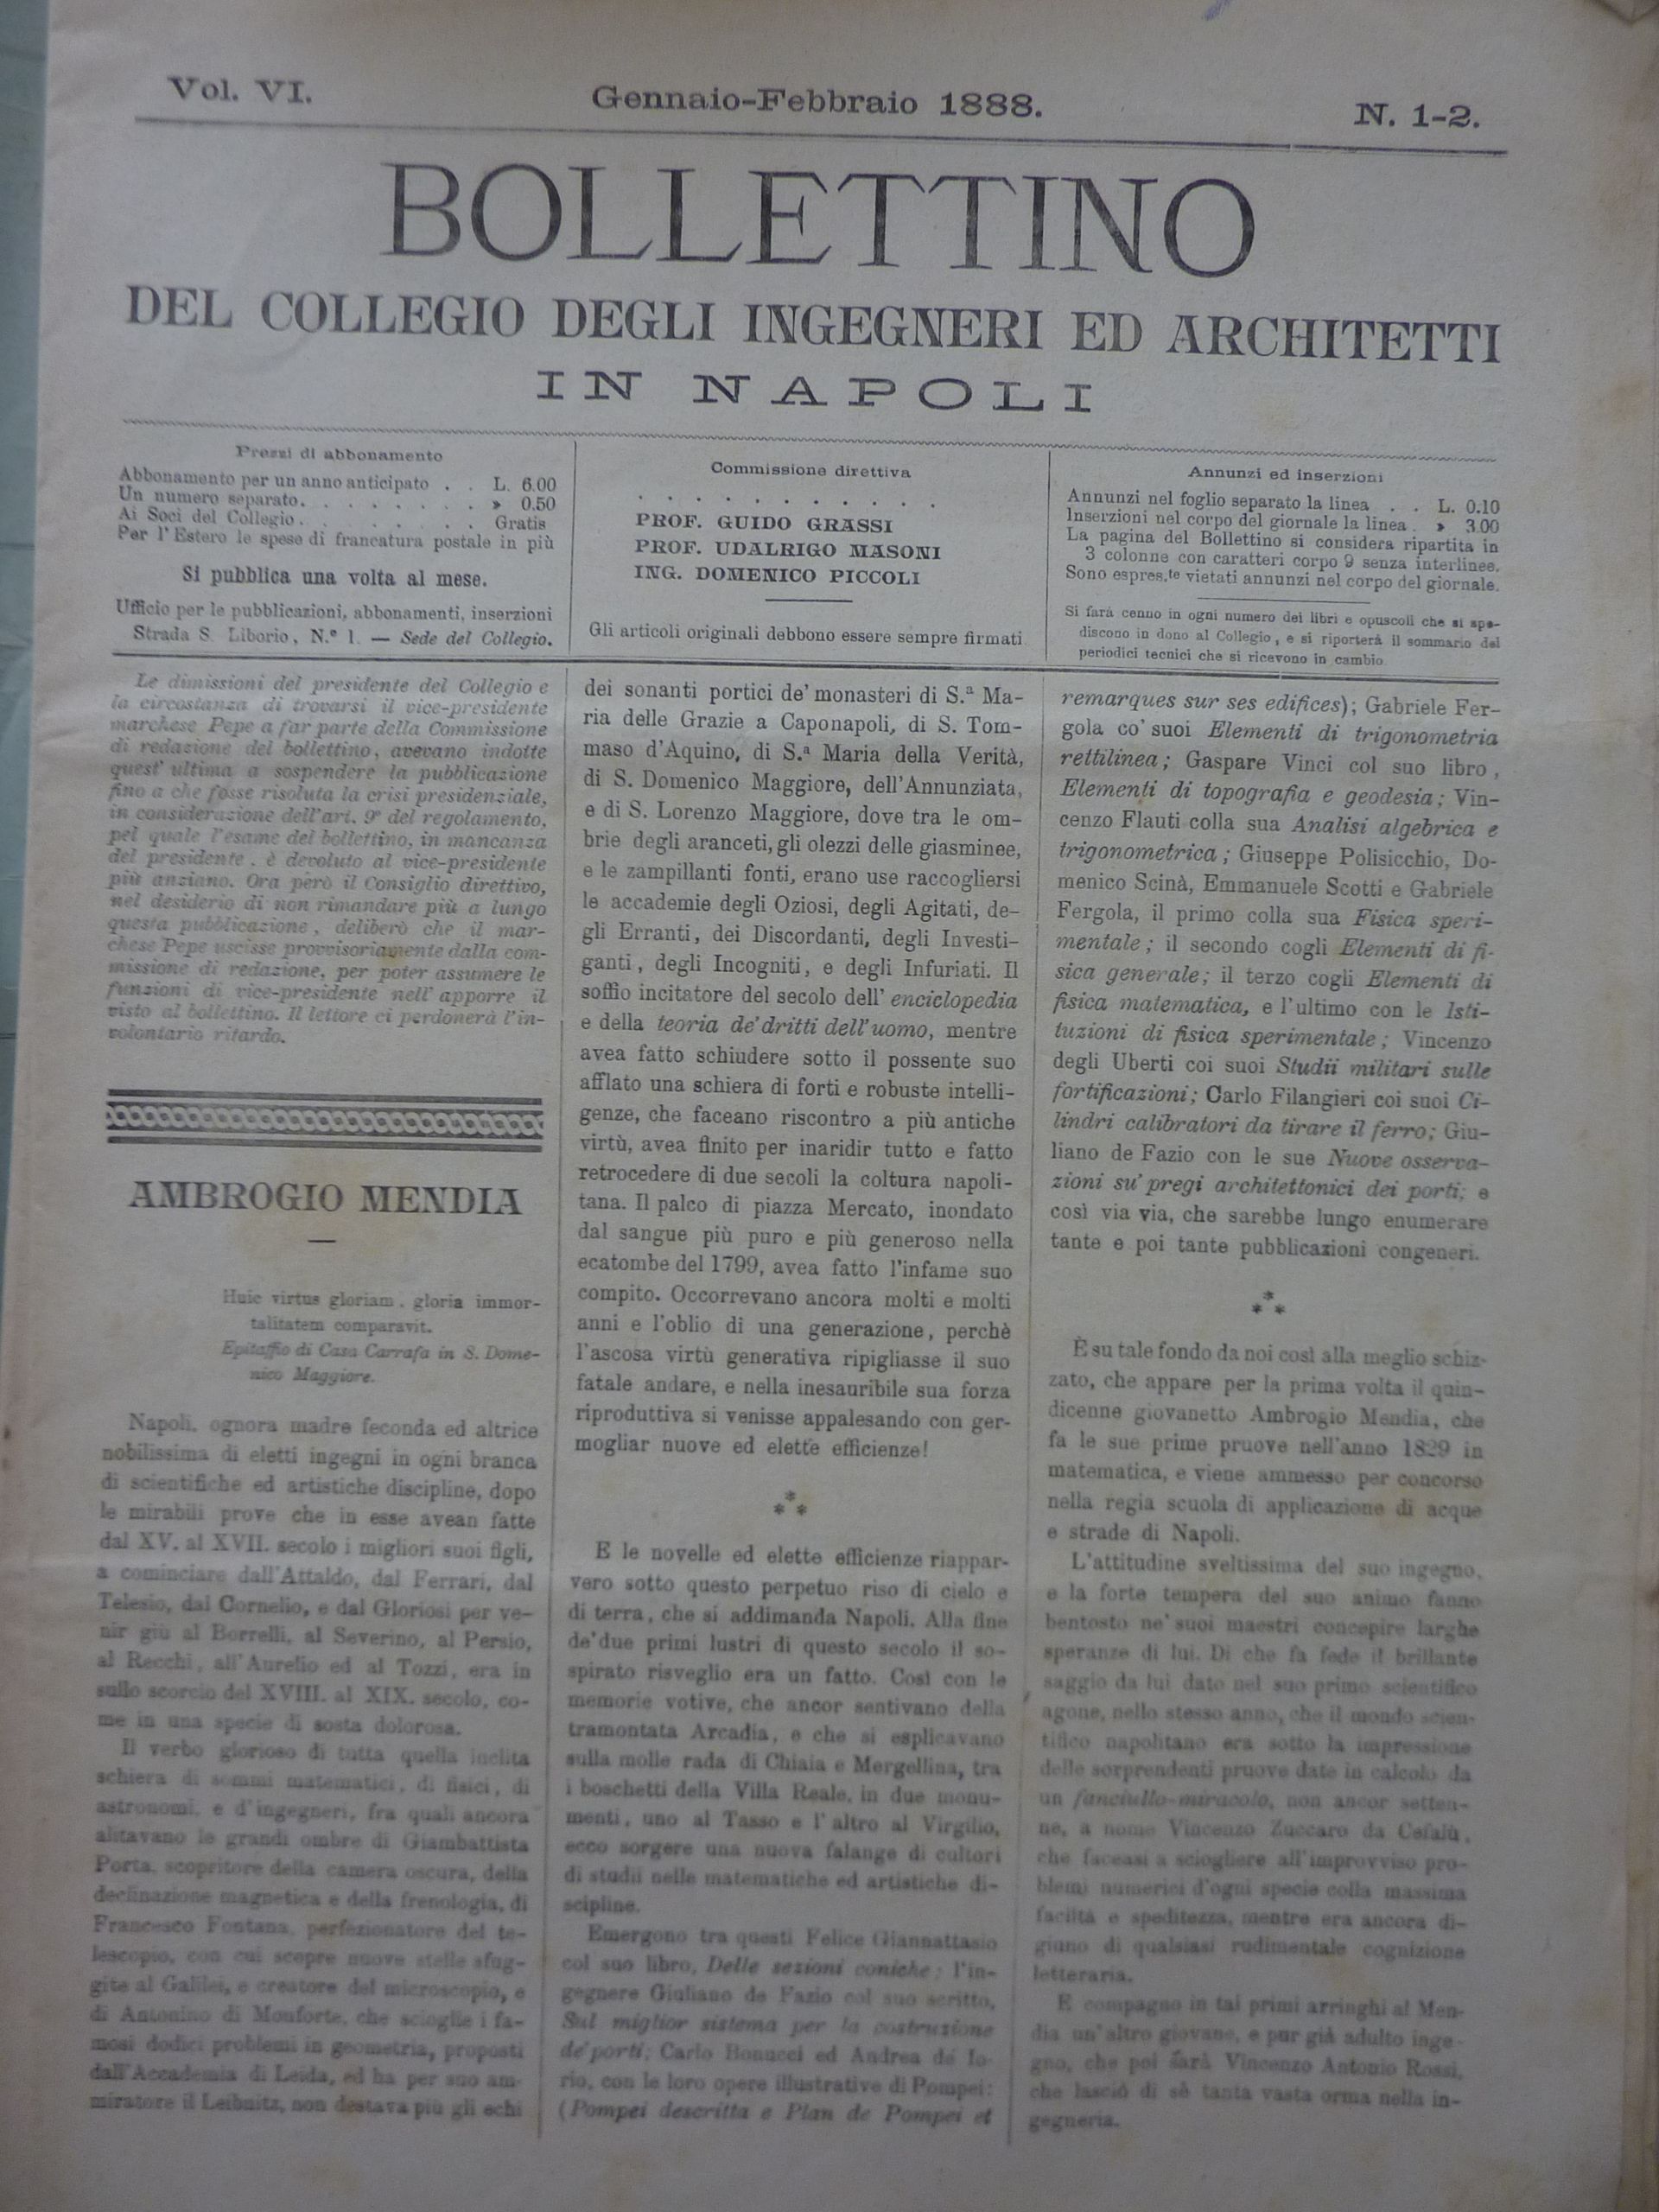 Vol. VI.
Gennaio-Febbraio 1888.
N. 1-2.
BOLLETTINO
DEL COLLEGIO DEGLI INGEGNERI ED ARCHITETTI
IN NAPOLI
Prezzi di abbonamento
Abbonamento per un anno anticipato . . L. 6.00
Un numero separato. . . . . . . . » 0.50
Ai Soci del Collegio. . . . . . . Gratis
Per l'Estero le spese di francatura postale in più
Si pubblica una volta al mese.
Ufficio per le pubblicazioni, abbonamenti, inserzioni
Strada S. Liborio, N.º 1. — Sede del Collegio.
Commissione direttiva
. . . . . . . . . . .
PROF. GUIDO GRASSI
PROF. UDALRIGO MASONI
ING. DOMENICO PICCOLI
Gli articoli originali debbono essere sempre firmati
Annunzi ed inserzioni
Annunzi nel foglio separato la linea . . L. 0.10
Inserzioni nel corpo del giornale la linea . » 3.00
La pagina del Bollettino si considera ripartita in
3 colonne con caratteri corpo 9 senza interlinee.
Sono espres.te vietati annunzi nel corpo del giornale.
Si farà cenno in ogni numero dei libri e opuscoli che si spe-
discono in dono al Collegio, e si riporterà il sommario dei
periodici tecnici che si ricevono in cambio
Le dimissioni del presidente del Collegio e
la circostanza di trovarsi il vice-presidente
marchese Pepe a far parte della Commissione
di redazione del bollettino, avevano indotte
quest'ultima a sospendere la pubblicazione
fino a che fosse risoluta la crisi presidenziale,
in considerazione dell'art. 9º del regolamento,
pel quale l'esame del bollettino, in mancanza
del presidente, è devoluto al vice-presidente
più anziano. Ora però il Consiglio direttivo,
nel desiderio di non rimandare più a lungo
questa pubblicazione, deliberò che il mar-
chese Pepe uscisse provvisoriamente dalla com-
missione di redazione, per poter assumere le
funzioni di vice-presidente nell'apporre il
visto al bollettino. Il lettore ci perdonerà l'in-
volontario ritardo.
AMBROGIO MENDIA
Huic virtus gloriam, gloria immor-
talitatem comparavit.
Epitaffio di Casa Carrafa in S. Dome-
nico Maggiore.
Napoli, ognora madre feconda ed altrice
nobilissima di eletti ingegni in ogni branca
di scientifiche ed artistiche discipline, dopo
le mirabili prove che in esse avean fatte
dal XV. al XVII. secolo i migliori suoi figli,
a cominciare dall'Attaldo, dal Ferrari, dal
Telesio, dal Cornelio, e dal Gloriosi per ve-
nir giù al Borrelli, al Severino, al Persio,
al Recchi, all'Aurelio ed al Tozzi, era in
sullo scorcio del XVIII. al XIX. secolo, co-
me in una specie di sosta dolorosa.
Il verbo glorioso di tutta quella inclita
schiera di sommi matematici, di fisici, di
astronomi, e d'ingegneri, fra quali ancora
alitavano le grandi ombre di Giambattista
Porta, scopritore della camera oscura, della
declinazione magnetica e della frenologia, di
Francesco Fontana, perfezionatore del te-
lescopio, con cui scopre nuove stelle sfug-
gite al Galilei, e creatore del microscopio, e
di Antonino di Monforte, che scioglie i fa-
mosi dodici problemi in geometria, proposti
dall'Accademia di Leida, ed ha per suo am-
miratore il Leibnitz, non destava più gli echi
dei sonanti portici de' monasteri di S.ª Ma-
ria delle Grazie a Caponapoli, di S. Tom-
maso d'Aquino, di S.ª Maria della Verità,
di S. Domenico Maggiore, dell'Annunziata,
e di S. Lorenzo Maggiore, dove tra le om-
brie degli aranceti, gli olezzi delle giasminee,
e le zampillanti fonti, erano use raccogliersi
le accademie degli Oziosi, degli Agitati, de-
gli Erranti, dei Discordanti, degli Investi-
ganti, degli Incogniti, e degli Infuriati. Il
soffio incitatore del secolo dell' enciclopedia
e della teoria de' dritti dell'uomo, mentre
avea fatto schiudere sotto il possente suo
afflato una schiera di forti e robuste intelli-
genze, che faceano riscontro a più antiche
virtù, avea finito per inaridir tutto e fatto
retrocedere di due secoli la coltura napoli-
tana. Il palco di piazza Mercato, inondato
dal sangue più puro e più generoso nella
ecatombe del 1799, avea fatto l'infame suo
compito. Occorrevano ancora molti e molti
anni e l'oblio di una generazione, perchè
l'ascosa virtù generativa ripigliasse il suo
fatale andare, e nella inesauribile sua forza
riproduttiva si venisse appalesando con ger-
mogliar nuove ed elette efficienze!
* * *
E le novelle ed elette efficienze riappar-
vero sotto questo perpetuo riso di cielo e
di terra, che si addimanda Napoli. Alla fine
de' due primi lustri di questo secolo il so-
spirato risveglio era un fatto. Così con le
memorie votive, che ancor sentivano della
tramontata Arcadia, e che si esplicavano
sulla molle rada di Chiaia e Mergellina, tra
i boschetti della Villa Reale, in due monu-
menti, uno al Tasso e l'altro al Virgilio,
ecco sorgere una nuova falange di cultori
di studii nelle matematiche ed artistiche di-
scipline.
Emergono tra questi Felice Giannattasio
col suo libro, Delle sezioni coniche; l'in-
gegnere Giuliano de Fazio col suo scritto,
Sul miglior sistema per la costruzione
de' porti; Carlo Bonucci ed Andrea de Io-
rio, con le loro opere illustrative di Pompei:
(Pompei descritta e Plan de Pompei et
remarques sur ses edifices); Gabriele Fer-
gola co' suoi Elementi di trigonometria
rettilinea; Gaspare Vinci col suo libro,
Elementi di topografia e geodesia; Vin-
cenzo Flauti colla sua Analisi algebrica e
trigonometrica; Giuseppe Polisicchio, Do-
menico Scinà, Emmanuele Scotti e Gabriele
Fergola, il primo colla sua Fisica speri-
mentale; il secondo cogli Elementi di fi-
sica generale; il terzo cogli Elementi di
fisica matematica, e l'ultimo con le Isti-
tuzioni di fisica sperimentale; Vincenzo
degli Uberti coi suoi Studii militari sulle
fortificazioni; Carlo Filangieri coi suoi Ci-
lindri calibratori da tirare il ferro; Giu-
liano de Fazio con le sue Nuove osserva-
zioni su' pregi architettonici dei porti; e
così via via, che sarebbe lungo enumerare
tante e poi tante pubblicazioni congeneri.
* * *
È su tale fondo da noi così alla meglio schiz-
zato, che appare per la prima volta il quin-
dicenne giovanetto Ambrogio Mendia, che
fa le sue prime pruove nell'anno 1829 in
matematica, e viene ammesso per concorso
nella regia scuola di applicazione di acque
e strade di Napoli.
L'attitudine sveltissima del suo ingegno,
e la forte tempera del suo animo fanno
bentosto ne' suoi maestri concepire larghe
speranze di lui. Di che fa fede il brillante
saggio da lui dato nel suo primo scientifico
agone, nello stesso anno, che il mondo scien-
tifico napolitano era sotto la impressione
delle sorprendenti pruove date in calcolo da
un fanciullo-miracolo, non ancor setten-
ne, a nome Vincenzo Zuccaro da Cefalù,
che faceasi a sciogliere all'improvviso pro-
blemi numerici d'ogni specie colla massima
faciltà e speditezza, mentre era ancora di-
giuno di qualsiasi rudimentale cognizione
letteraria.
E compagno in tai primi arringhi al Men-
dia un'altro giovane, e pur già adulto inge-
gno, che poi sarà Vincenzo Antonio Rossi,
che lasciò di sè tanta vasta orma nella in-
gegneria.